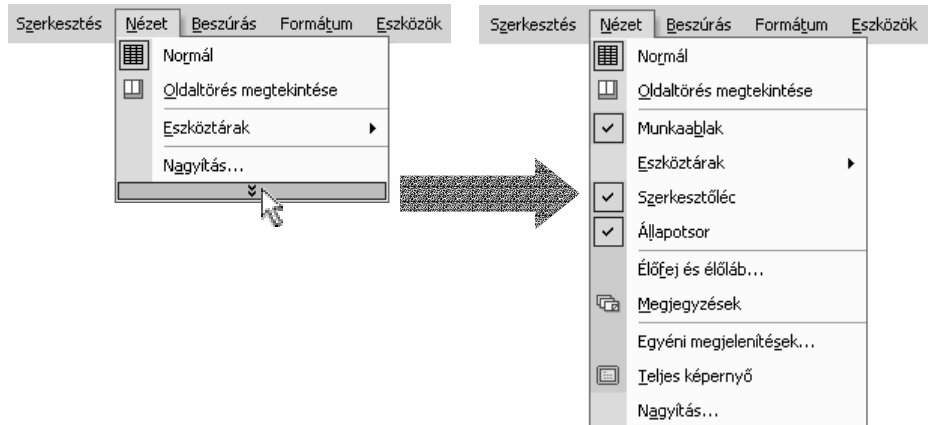 Szerkesztés Nézet Beszúrás Formátum Eszközök
Normál
Oldaltörés megtekintése
Eszköztárak
Nagyítás...
Szerkesztés Nézet Beszúrás Formátum Eszközök
Normál
Oldaltörés megtekintése
Munkaablak
Eszköztárak
Szerkesztőléc
Állapotsor
Élőfej és élőláb...
Megjegyzések
Egyéni megjelenítések...
Teljes képernyő
Nagyítás...